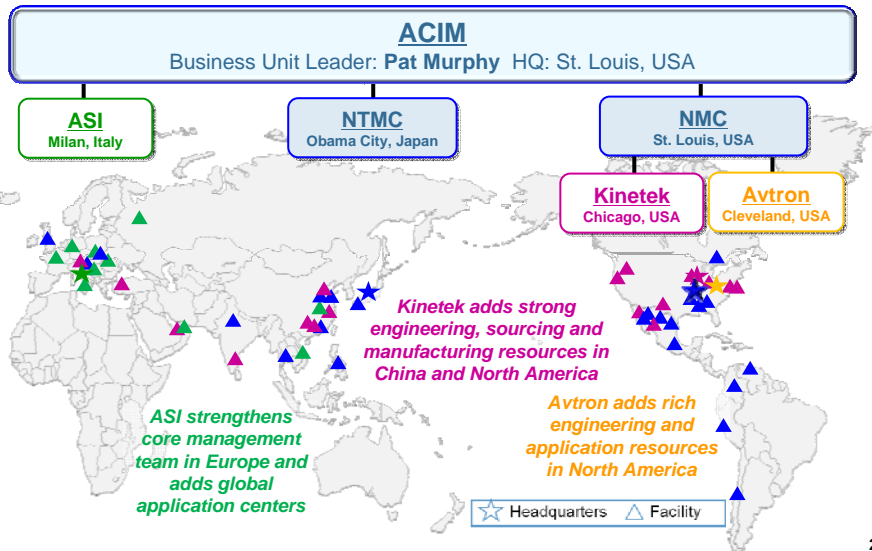 ACIM
Business Unit Leader: Pat Murphy HQ: St. Louis, USA
ASI
Milan, Italy
NTMC
Obama City, Japan
NMC
St. Louis, USA
Kinetek
Chicago, USA
Avtron
Cleveland, USA
Kinetek adds strong
engineering, sourcing and
manufacturing resources in
China and North America
ASI strengthens
core management
team in Europe and
adds global
application centers
Avtron adds rich
engineering and
application resources
in North America
Headquarters Facility